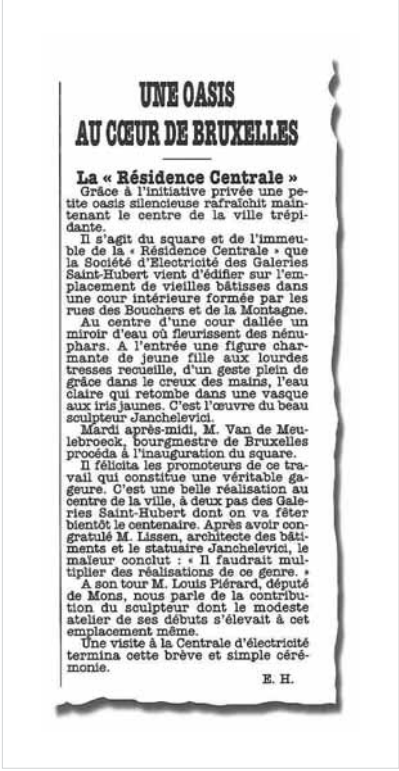 UNE OASIS
AU CŒUR DE BRUXELLES
La « Résidence Centrale »
Grâce à l'initiative privée une pe-
tite oasis silencieuse rafraîchit main-
tenant le centre de la ville trépi-
dante.
Il s'agit du square et de l'immeu-
ble de la « Résidence Centrale » que
la Société d'Electricité des Galeries
Saint-Hubert vient d'édifier sur l'em-
placement de vieilles bâtisses dans
une cour intérieure formée par les
rues des Bouchers et de la Montagne.
Au centre d'une cour dallée un
miroir d'eau où fleurissent des nénu-
phars. A l'entrée une figure char-
mante de jeune fille aux lourdes
tresses recueille, d'un geste plein de
grâce dans le creux des mains, l'eau
claire qui retombe dans une vasque
aux iris jaunes. C'est l'œuvre du beau
sculpteur Janchelevici.
Mardi après-midi, M. Van de Meu-
lebroeck, bourgmestre de Bruxelles
procéda à l'inauguration du square.
Il félicita les promoteurs de ce tra-
vail qui constitue une véritable ga-
geure. C'est une belle réalisation au
centre de la ville, à deux pas des Gale-
ries Saint-Hubert dont on va fêter
bientôt le centenaire. Après avoir con-
gratulé M. Lissen, architecte des bâti-
ments et le statuaire Janchelevici, le
maïeur conclut : « Il faudrait mul-
tiplier des réalisations de ce genre. »
A son tour M. Louis Piérard, député
de Mons, nous parle de la contribu-
tion du sculpteur dont le modeste
atelier de ses débuts s'élevait à cet
emplacement même.
Une visite à la Centrale d'électricité
termina cette brève et simple céré-
monie.
E. H.